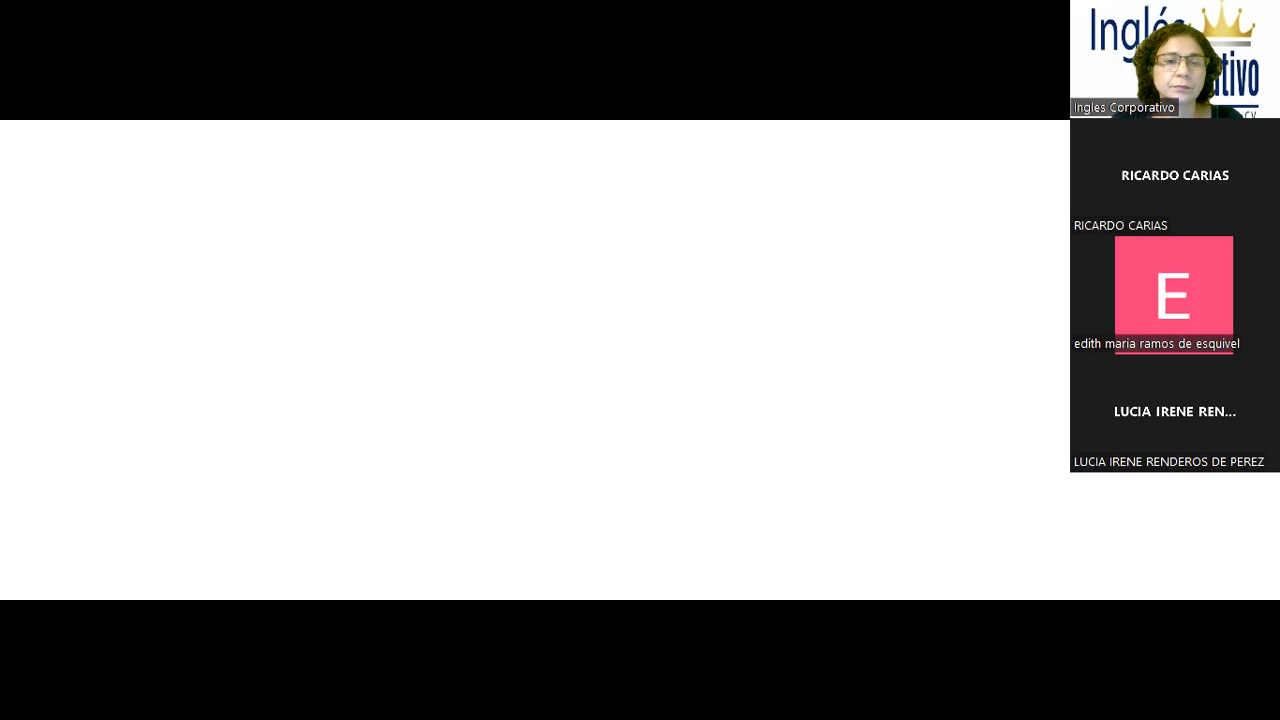 Inglés
tivo
Ingles Corporativo
RICARDO CARIAS
RICARDO CARIAS
E
edith maria ramos de esquivel
LUCIA IRENE REN...
LUCIA IRENE RENDEROS DE PEREZ